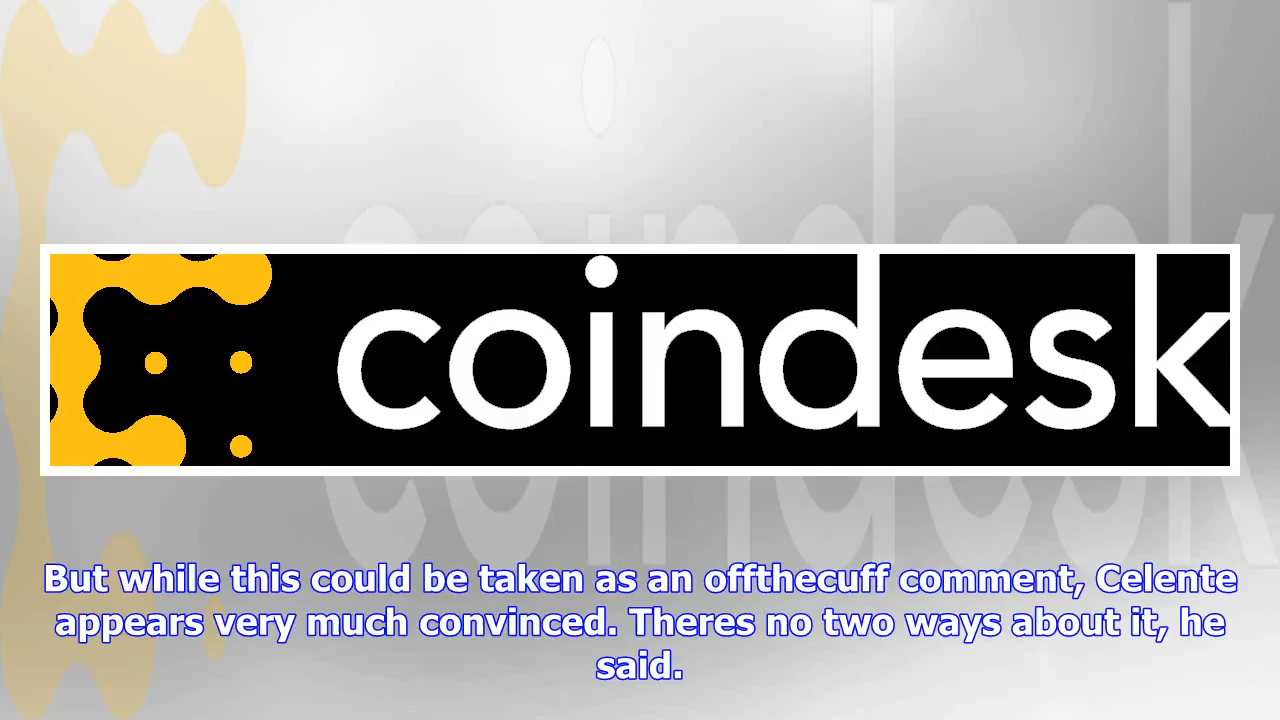 coindesk
But while this could be taken as an offthecuff comment, Celente
appears very much convinced. Theres no two ways about it, he
said.